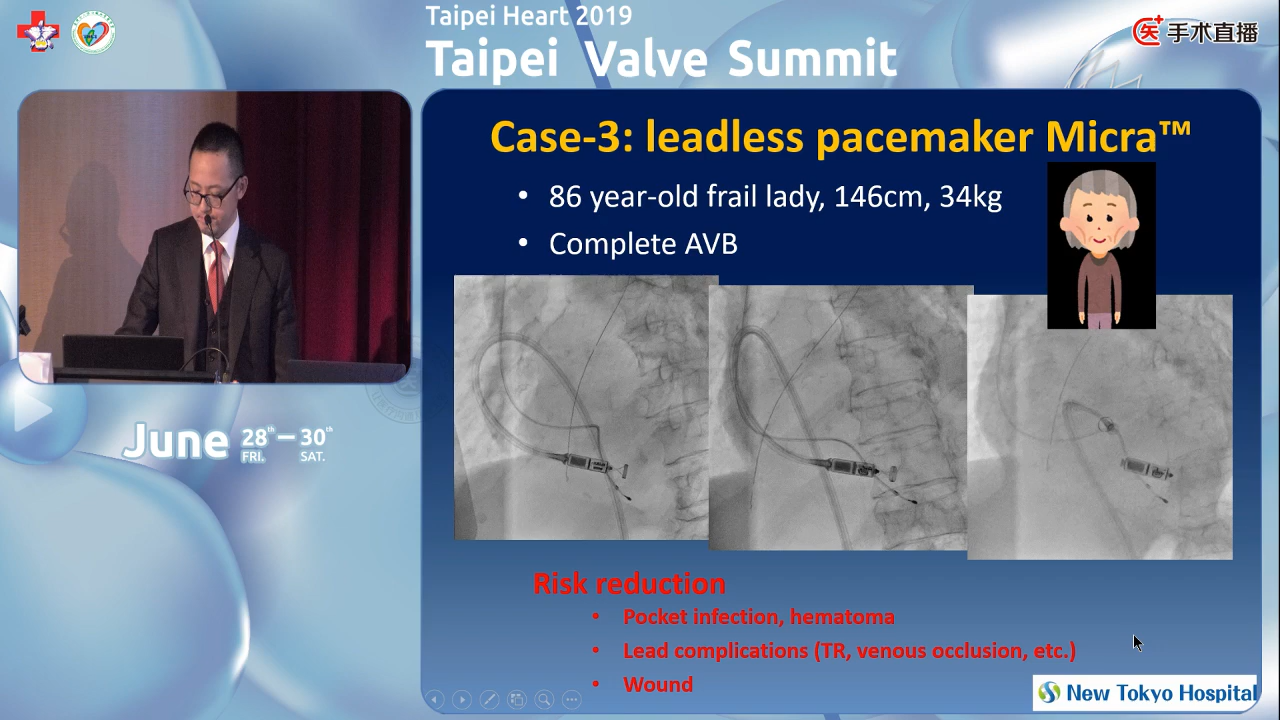 Taipei Heart 2019
Taipei Valve Summit
手术直播
June 28th–30th
FRI. SAT.
Case-3: leadless pacemaker Micra™
• 86 year-old frail lady, 146cm, 34kg
• Complete AVB
Risk reduction
• Pocket infection, hematoma
• Lead complications (TR, venous occlusion, etc.)
• Wound
New Tokyo Hospital